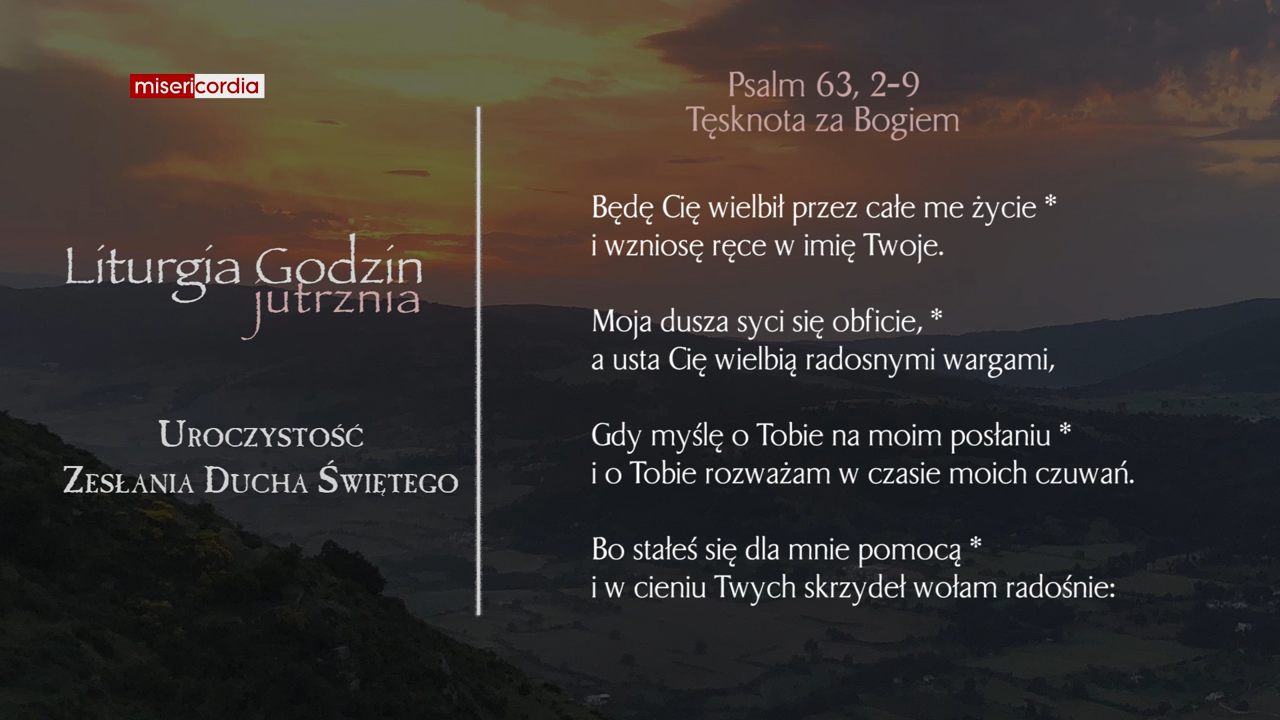 misericordia
Liturgia Godzin
jutrznia
Uroczystość
Zesłania Ducha Świętego
Psalm 63, 2-9
Tęsknota za Bogiem
Będę Cię wielbił przez całe me życie *
i wzniosę ręce w imię Twoje.
Moja dusza syci się obficie, *
a usta Cię wielbią radosnymi wargami,
Gdy myślę o Tobie na moim posłaniu *
i o Tobie rozważam w czasie moich czuwań.
Bo stałeś się dla mnie pomocą *
i w cieniu Twych skrzydeł wołam radośnie: